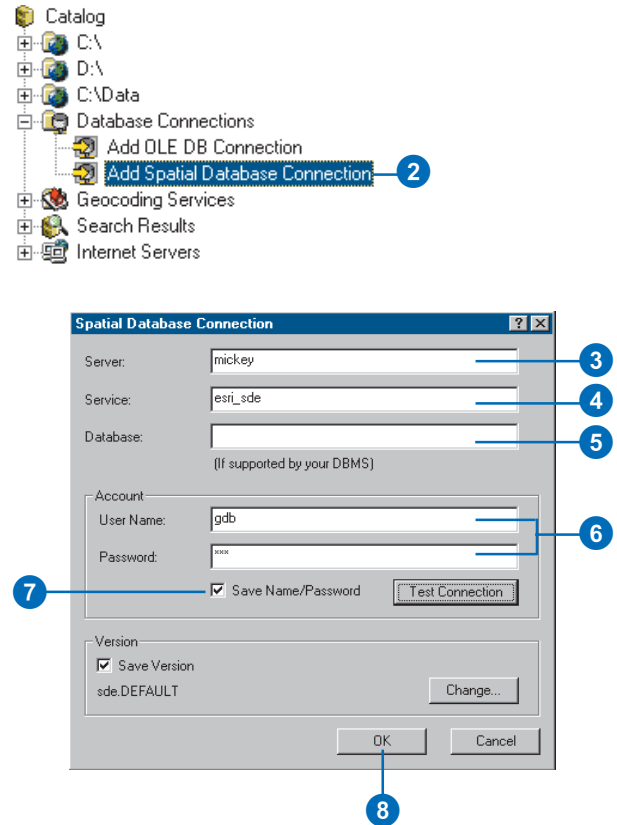 Catalog
C:\
D:\
C:\Data
Database Connections
Add OLE DB Connection
Add Spatial Database Connection 2
Geocoding Services
Search Results
Internet Servers
Spatial Database Connection ? X
Server: mickey 3
Service: esri_sde 4
Database: 5
(If supported by your DBMS)
Account
User Name: gdb
6
Password: ×××
7 Save Name/Password Test Connection
Version
Save Version
sde.DEFAULT Change...
OK Cancel
8